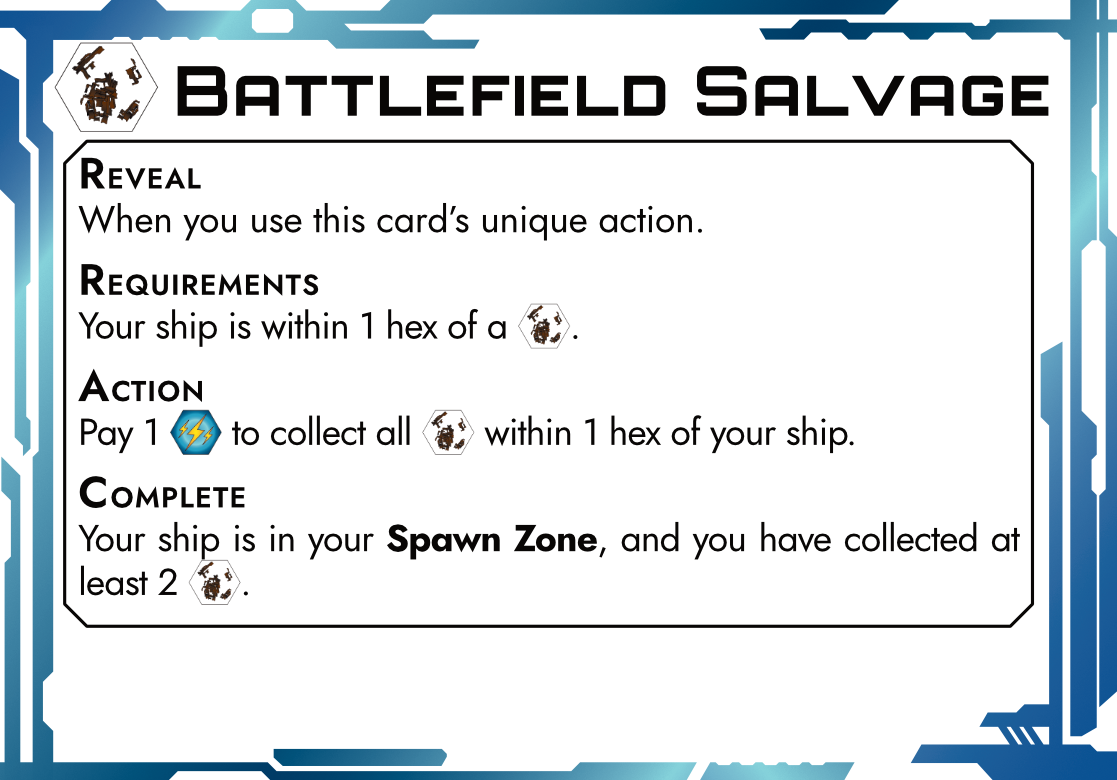 Battlefield Salvage
Reveal
When you use this card’s unique action.
Requirements
Your ship is within 1 hex of a .
Action
Pay 1 to collect all within 1 hex of your ship.
Complete
Your ship is in your Spawn Zone, and you have collected at
least 2 .